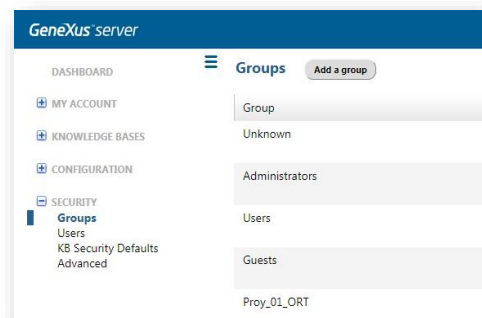 GeneXus™ server
DASHBOARD
MY ACCOUNT
KNOWLEDGE BASES
CONFIGURATION
SECURITY
Groups
Users
KB Security Defaults
Advanced
Groups
Add a group
Group
Unknown
Administrators
Users
Guests
Proy_01_ORT